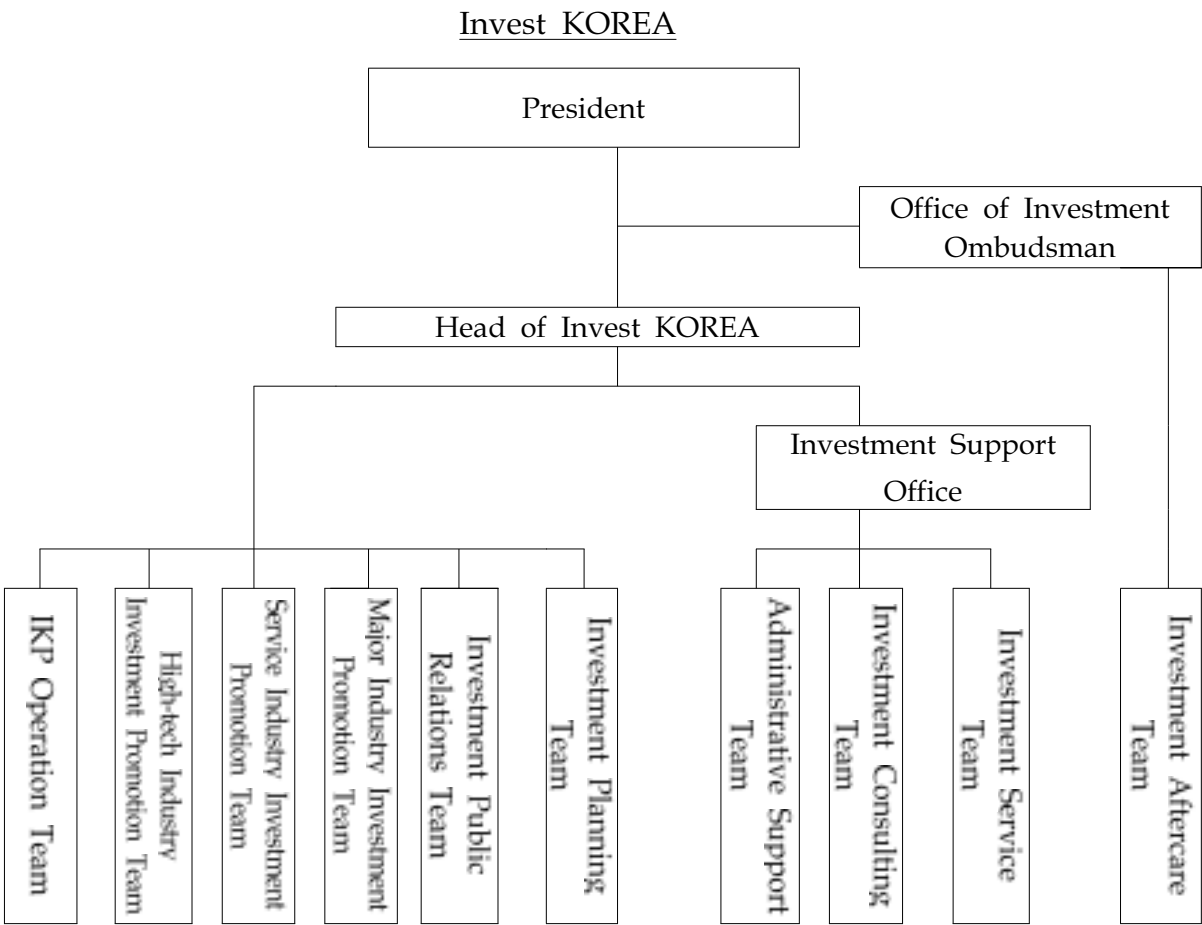 Invest KOREA
President
Office of Investment
Ombudsman
Head of Invest KOREA
Investment Support
Office
IKP Operation Team
High-tech Industry
Investment Promotion Team
Service Industry Investment
Promotion Team
Major Industry Investment
Promotion Team
Investment Public
Relations Team
Investment Planning
Team
Administrative Support
Team
Investment Consulting
Team
Investment Service
Team
Investment Aftercare
Team